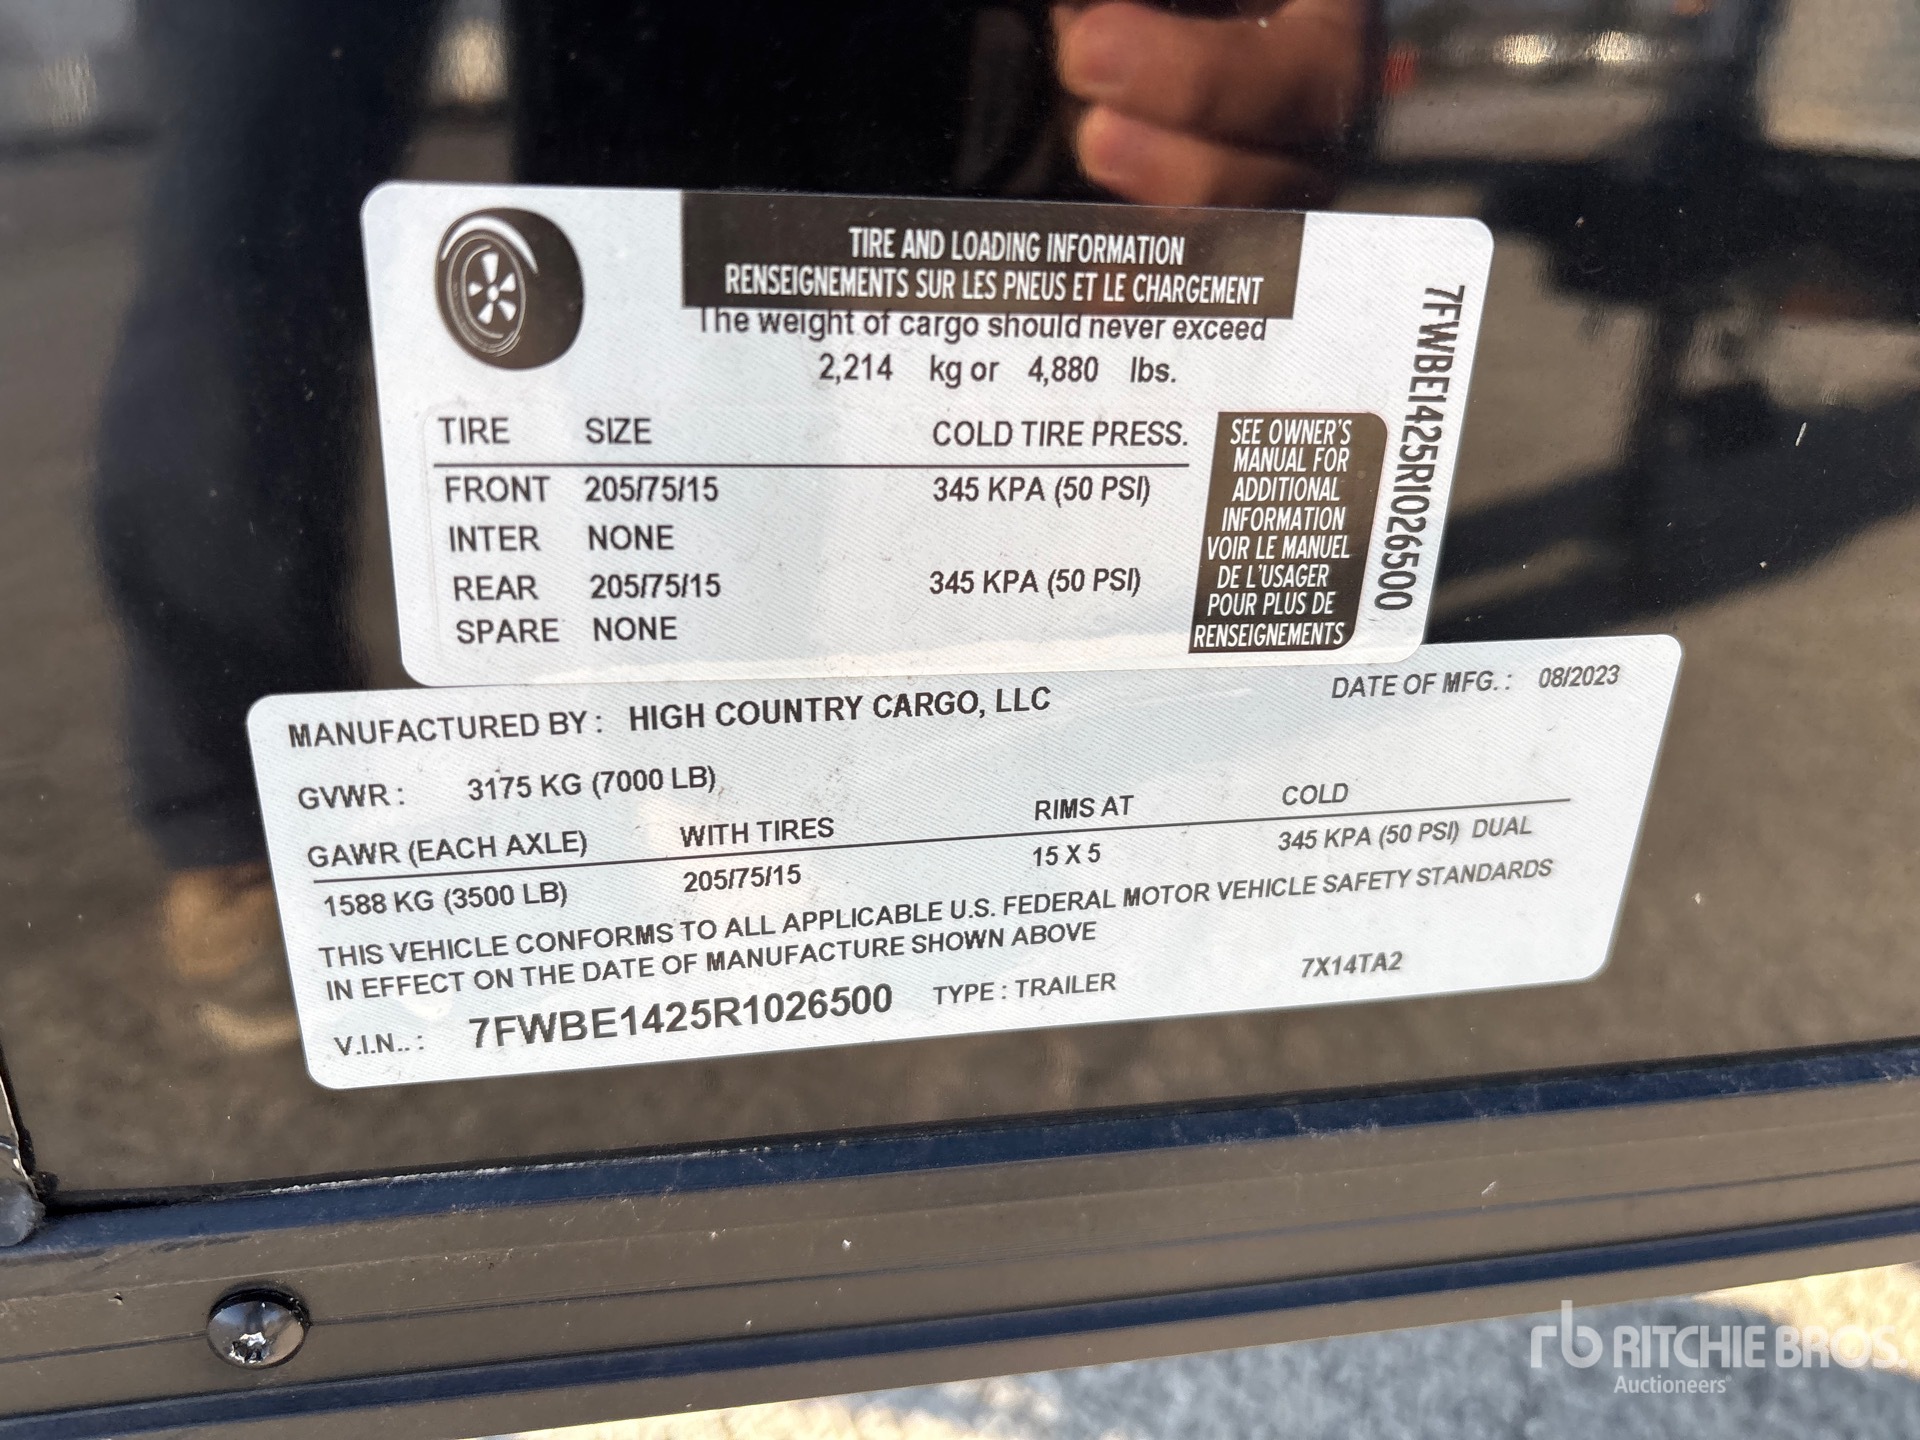 TIRE AND LOADING INFORMATION
RENSEIGNEMENTS SUR LES PNEUS ET LE CHARGEMENT
The weight of cargo should never exceed
2,214 kg or 4,880 lbs.
TIRE SIZE COLD TIRE PRESS.
FRONT 205/75/15 345 KPA (50 PSI)
INTER NONE
REAR 205/75/15 345 KPA (50 PSI)
SPARE NONE
SEE OWNER'S
MANUAL FOR
ADDITIONAL
INFORMATION
VOIR LE MANUEL
DE L'USAGER
POUR PLUS DE
RENSEIGNEMENTS
7FWBE1425R1026500
MANUFACTURED BY : HIGH COUNTRY CARGO, LLC DATE OF MFG. : 08/2023
GVWR : 3175 KG (7000 LB)
GAWR (EACH AXLE) WITH TIRES RIMS AT COLD
1588 KG (3500 LB) 205/75/15 15 X 5 345 KPA (50 PSI) DUAL
THIS VEHICLE CONFORMS TO ALL APPLICABLE U.S. FEDERAL MOTOR VEHICLE SAFETY STANDARDS
IN EFFECT ON THE DATE OF MANUFACTURE SHOWN ABOVE
V.I.N.. : 7FWBE1425R1026500 TYPE : TRAILER 7X14TA2
rb RITCHIE BROS.
Auctioneers